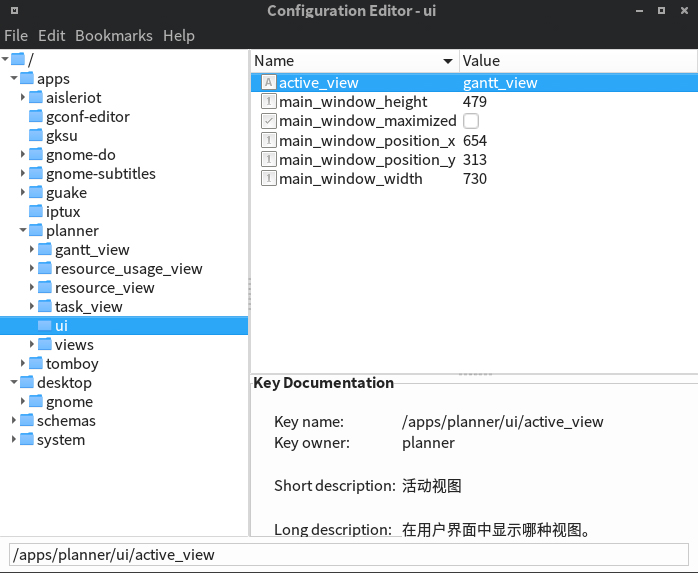 Configuration Editor - ui
File Edit Bookmarks Help
/
apps
aisleriot
gconf-editor
gksu
gnome-do
gnome-subtitles
guake
iptux
planner
gantt_view
resource_usage_view
resource_view
task_view
ui
views
tomboy
desktop
gnome
schemas
system
Name Value
active_view gantt_view
main_window_height 479
main_window_maximized
main_window_position_x 654
main_window_position_y 313
main_window_width 730
Key Documentation
Key name: /apps/planner/ui/active_view
Key owner: planner
Short description: 活动视图
Long description: 在用户界面中显示哪种视图。
/apps/planner/ui/active_view